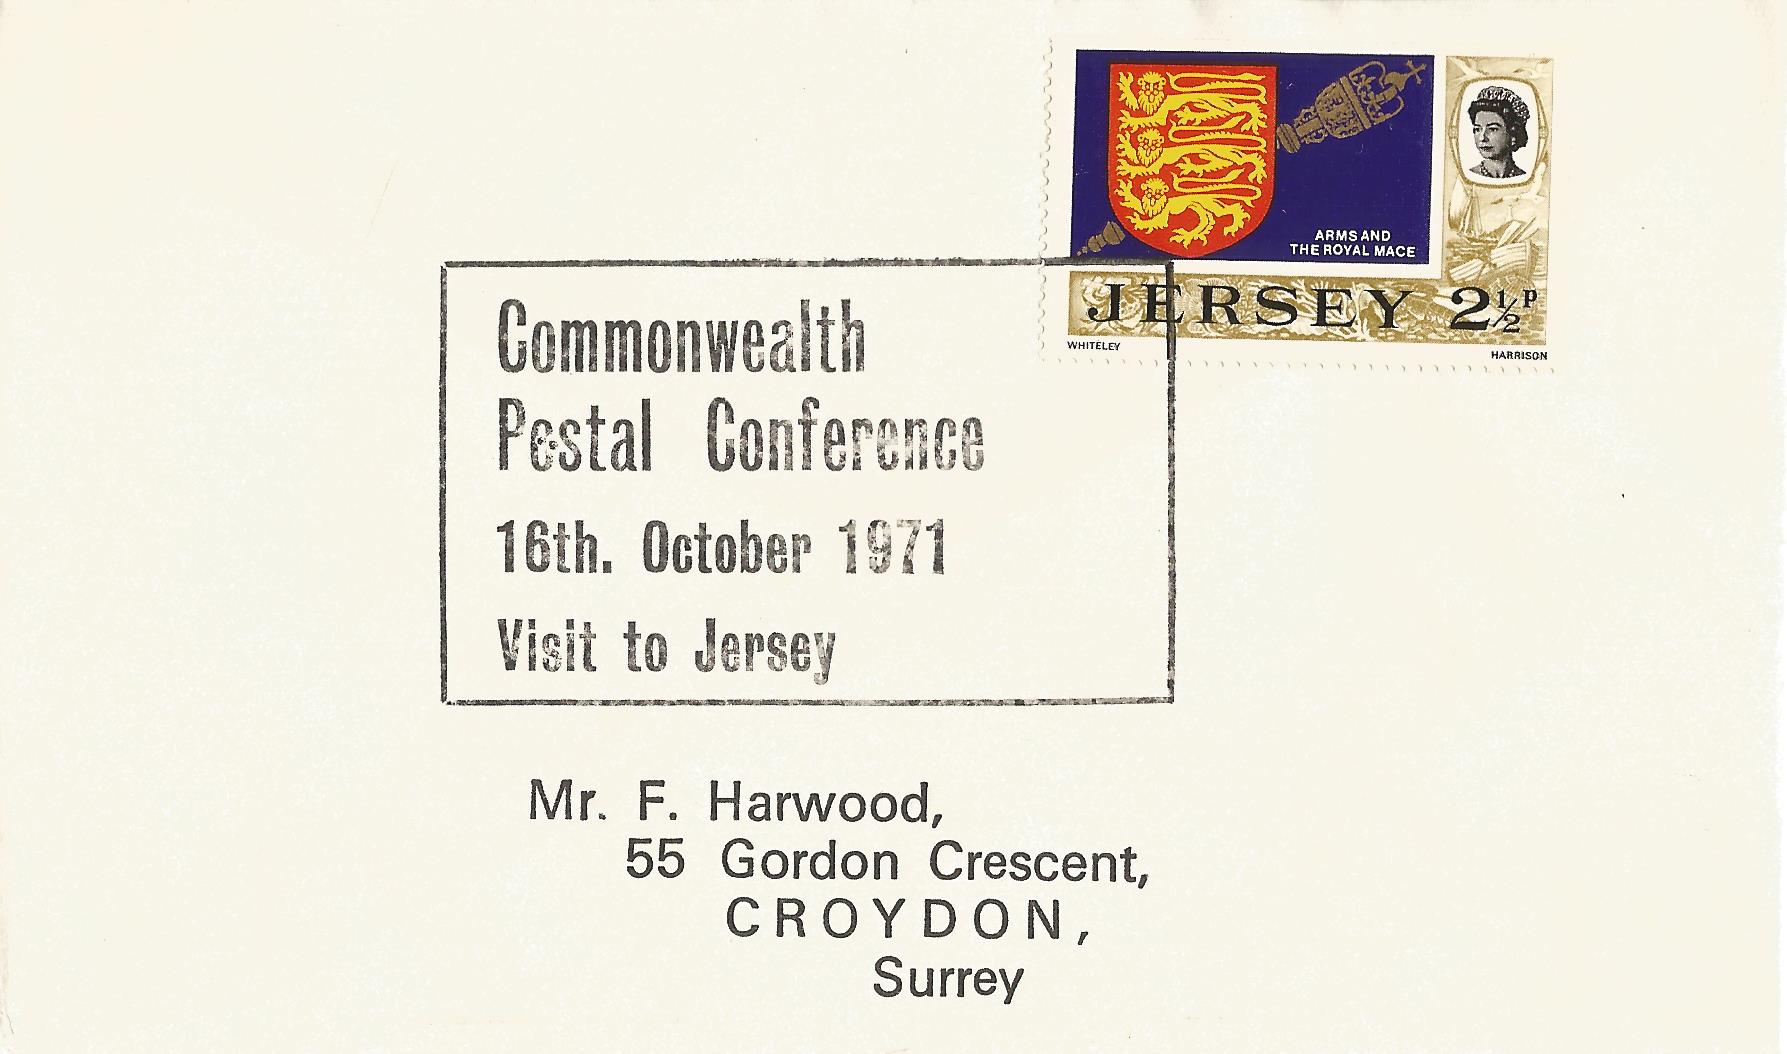 ARMS AND
THE ROYAL MACE
JERSEY 2½P
WHITELEY
HARRISON
Commonwealth
Postal Conference
16th. October 1971
Visit to Jersey
Mr. F. Harwood,
55 Gordon Crescent,
CROYDON,
Surrey